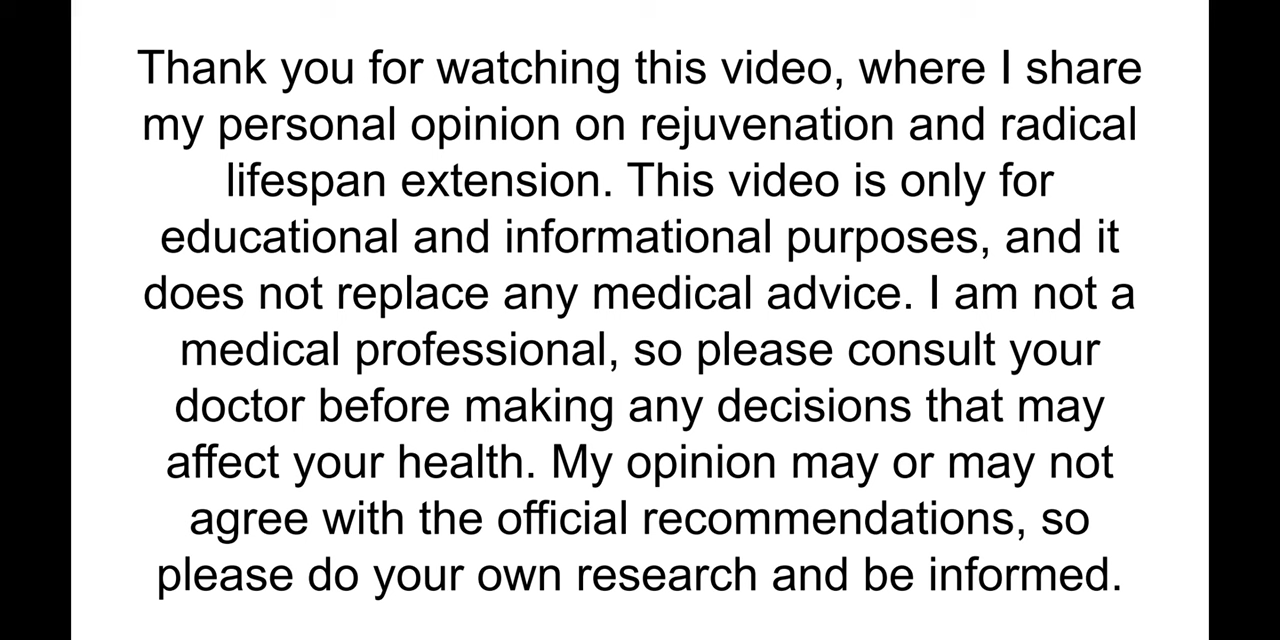 Thank you for watching this video, where I share
my personal opinion on rejuvenation and radical
lifespan extension. This video is only for
educational and informational purposes, and it
does not replace any medical advice. I am not a
medical professional, so please consult your
doctor before making any decisions that may
affect your health. My opinion may or may not
agree with the official recommendations, so
please do your own research and be informed.